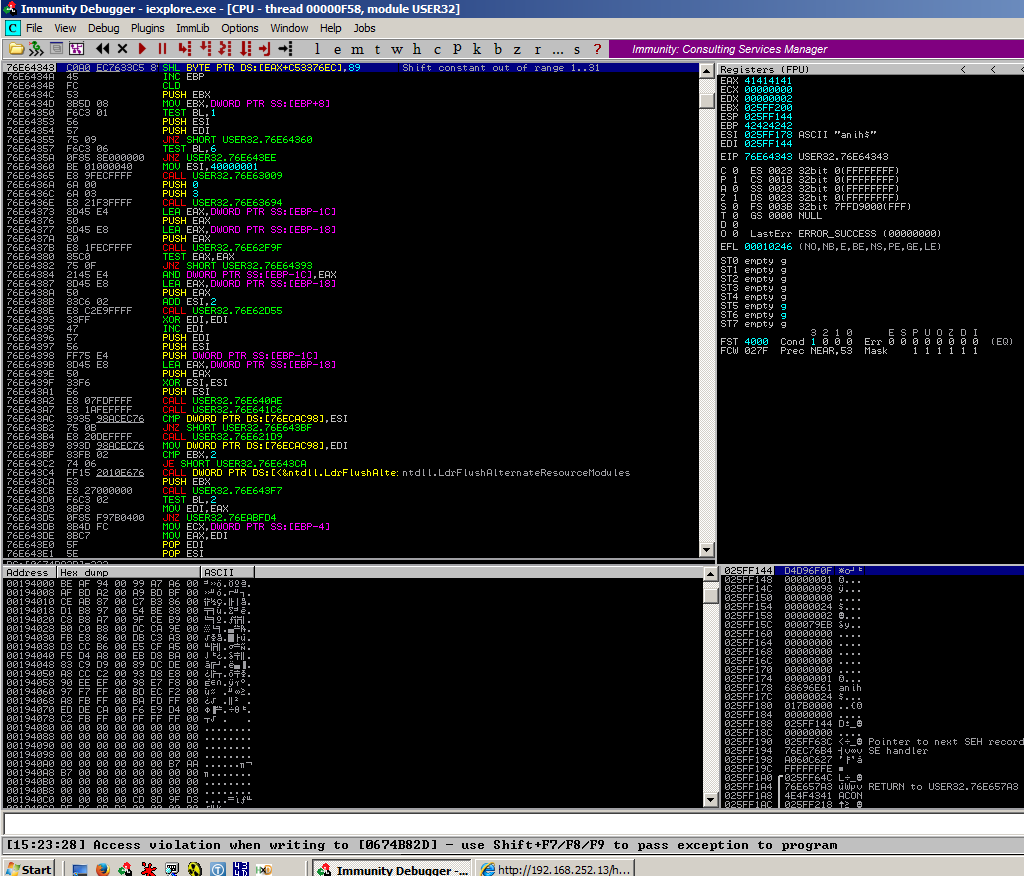 Immunity Debugger - iexplore.exe - [CPU - thread 00000F58, module USER32]
C File View Debug Plugins ImmLib Options Window Help Jobs
l e m t w h c P k b z r ... s ? Immunity: Consulting Services Manager
76E64343 C0A0 EC7633C5 8' SHL BYTE PTR DS:[EAX+C53376EC],89 Shift constant out of range 1..31
76E6434A 45 INC EBP
76E6434B FC CLD
76E6434C 53 PUSH EBX
76E6434D 8B5D 08 MOV EBX,DWORD PTR SS:[EBP+8]
76E64350 F6C3 01 TEST BL,1
76E64353 56 PUSH ESI
76E64354 57 PUSH EDI
76E64355 75 09 JNZ SHORT USER32.76E64360
76E64357 F6C3 06 TEST BL,6
76E6435A 0F85 8E000000 JNZ USER32.76E643EE
76E64360 BE 01000040 MOV ESI,40000001
76E64365 E8 9FECFFFF CALL USER32.76E63009
76E6436A 6A 00 PUSH 0
76E6436C 6A 03 PUSH 3
76E6436E E8 21F3FFFF CALL USER32.76E63694
76E64373 8D45 E4 LEA EAX,DWORD PTR SS:[EBP-1C]
76E64376 50 PUSH EAX
76E64377 8D45 E8 LEA EAX,DWORD PTR SS:[EBP-18]
76E6437A 50 PUSH EAX
76E6437B E8 1FECFFFF CALL USER32.76E62F9F
76E64380 85C0 TEST EAX,EAX
76E64382 75 0F JNZ SHORT USER32.76E64393
76E64384 2145 E4 AND DWORD PTR SS:[EBP-1C],EAX
76E64387 8D45 E8 LEA EAX,DWORD PTR SS:[EBP-18]
76E6438A 50 PUSH EAX
76E6438B 83C6 02 ADD ESI,2
76E6438E E8 C2E9FFFF CALL USER32.76E62D55
76E64393 33FF XOR EDI,EDI
76E64395 47 INC EDI
76E64396 57 PUSH EDI
76E64397 56 PUSH ESI
76E64398 FF75 E4 PUSH DWORD PTR SS:[EBP-1C]
76E6439B 8D45 E8 LEA EAX,DWORD PTR SS:[EBP-18]
76E6439E 50 PUSH EAX
76E6439F 33F6 XOR ESI,ESI
76E643A1 56 PUSH ESI
76E643A2 E8 07FDFFFF CALL USER32.76E640AE
76E643A7 E8 1AFEFFFF CALL USER32.76E641C6
76E643AC 3935 98ACEC76 CMP DWORD PTR DS:[76ECAC98],ESI
76E643B2 75 0B JNZ SHORT USER32.76E643BF
76E643B4 E8 20DEFFFF CALL USER32.76E621D9
76E643B9 893D 98ACEC76 MOV DWORD PTR DS:[76ECAC98],EDI
76E643BF 83FB 02 CMP EBX,2
76E643C2 74 06 JE SHORT USER32.76E643CA
76E643C4 FF15 2010E676 CALL DWORD PTR DS:[<&ntdll.LdrFlushAlte: ntdll.LdrFlushAlternateResourceModules
76E643CA 53 PUSH EBX
76E643CB E8 27000000 CALL USER32.76E643F7
76E643D0 F6C3 02 TEST BL,2
76E643D3 8BF8 MOV EDI,EAX
76E643D5 0F85 F97B0400 JNZ USER32.76EABFD4
76E643DB 8B4D FC MOV ECX,DWORD PTR SS:[EBP-4]
76E643DE 8BC7 MOV EAX,EDI
76E643E0 5F POP EDI
76E643E1 5E POP ESI
Registers (FPU) < < <
EAX 41414141
ECX 00000000
EDX 00000002
EBX 025FF200
ESP 025FF144
EBP 42424242
ESI 025FF178 ASCII "anih$"
EDI 025FF144
EIP 76E64343 USER32.76E64343
C 0 ES 0023 32bit 0(FFFFFFFF)
P 1 CS 001B 32bit 0(FFFFFFFF)
A 0 SS 0023 32bit 0(FFFFFFFF)
Z 1 DS 0023 32bit 0(FFFFFFFF)
S 0 FS 003B 32bit 7FFD9000(FFF)
T 0 GS 0000 NULL
D 0
O 0 LastErr ERROR_SUCCESS (00000000)
EFL 00010246 (NO,NB,E,BE,NS,PE,GE,LE)
ST0 empty g
ST1 empty g
ST2 empty g
ST3 empty g
ST4 empty g
ST5 empty g
ST6 empty g
ST7 empty g
3 2 1 0 E S P U O Z D I
FST 4000 Cond 1 0 0 0 Err 0 0 0 0 0 0 0 0 (EQ)
FCW 027F Prec NEAR,53 Mask 1 1 1 1 1 1
Address Hex dump ASCII
00194000 BE AF 94 00 99 A7 A6 00
00194008 AF BD A2 00 A9 BD BF 00
00194010 CE AB 87 00 C7 B3 86 00
00194018 D1 B8 97 00 E4 BE 88 00
00194020 C8 B8 A7 00 9F CE B9 00
00194028 B0 C0 B8 00 DC CA 9E 00
00194030 FB E8 86 00 DB C3 A3 00
00194038 D3 CC B6 00 E5 CF A5 00
00194040 F5 D4 A8 00 EB D8 BA 00
00194048 83 C9 D9 00 89 DC DE 00
00194050 A8 CC C2 00 93 D8 E8 00
00194058 90 EE EF 00 98 E7 F8 00
00194060 97 F7 FF 00 BD EC F2 00
00194068 A8 FB FF 00 BA FD FF 00
00194070 ED DE CA 00 F6 E9 D4 00
00194078 C2 FB FF 00 FF FF FF 00
00194080 00 00 00 00 00 00 00 00 ........
00194088 00 00 00 00 00 00 00 00 ........
00194090 00 00 00 00 00 00 00 00 ........
00194098 00 00 00 00 00 00 00 00 ........
001940A0 00 00 00 00 00 00 B7 AA
001940A8 B7 00 00 00 00 00 00 00
001940B0 00 00 00 00 00 00 00 00 ........
001940B8 00 00 00 00 00 00 00 00 ........
001940C0 00 00 00 00 CD 8D 9F D3
025FF144 D4D96F0F
025FF148 00000001
025FF14C 00000098
025FF150 00000000 ....
025FF154 00000024 $...
025FF158 00000002
025FF15C 000079EB
025FF160 00000000 ....
025FF164 00000000 ....
025FF168 00000000 ....
025FF16C 00000000 ....
025FF170 00000000 ....
025FF174 00000001
025FF178 68696E61 anih
025FF17C 00000024 $...
025FF180 017B0000
025FF184 00000000 ....
025FF188 025FF144
025FF18C 00000000 ....
025FF190 025FF63C Pointer to next SEH record
025FF194 76EC76B4 SE handler
025FF198 A060C627
025FF19C FFFFFFFE
025FF1A0 025FF64C
025FF1A4 76E657A3 RETURN to USER32.76E657A3
025FF1A8 4E4F4341 ACON
025FF1AC 025FF218
[15:23:28] Access violation when writing to [0674B82D] - use Shift+F7/F8/F9 to pass exception to program
Start Immunity Debugger -... http://192.168.252.13/h...